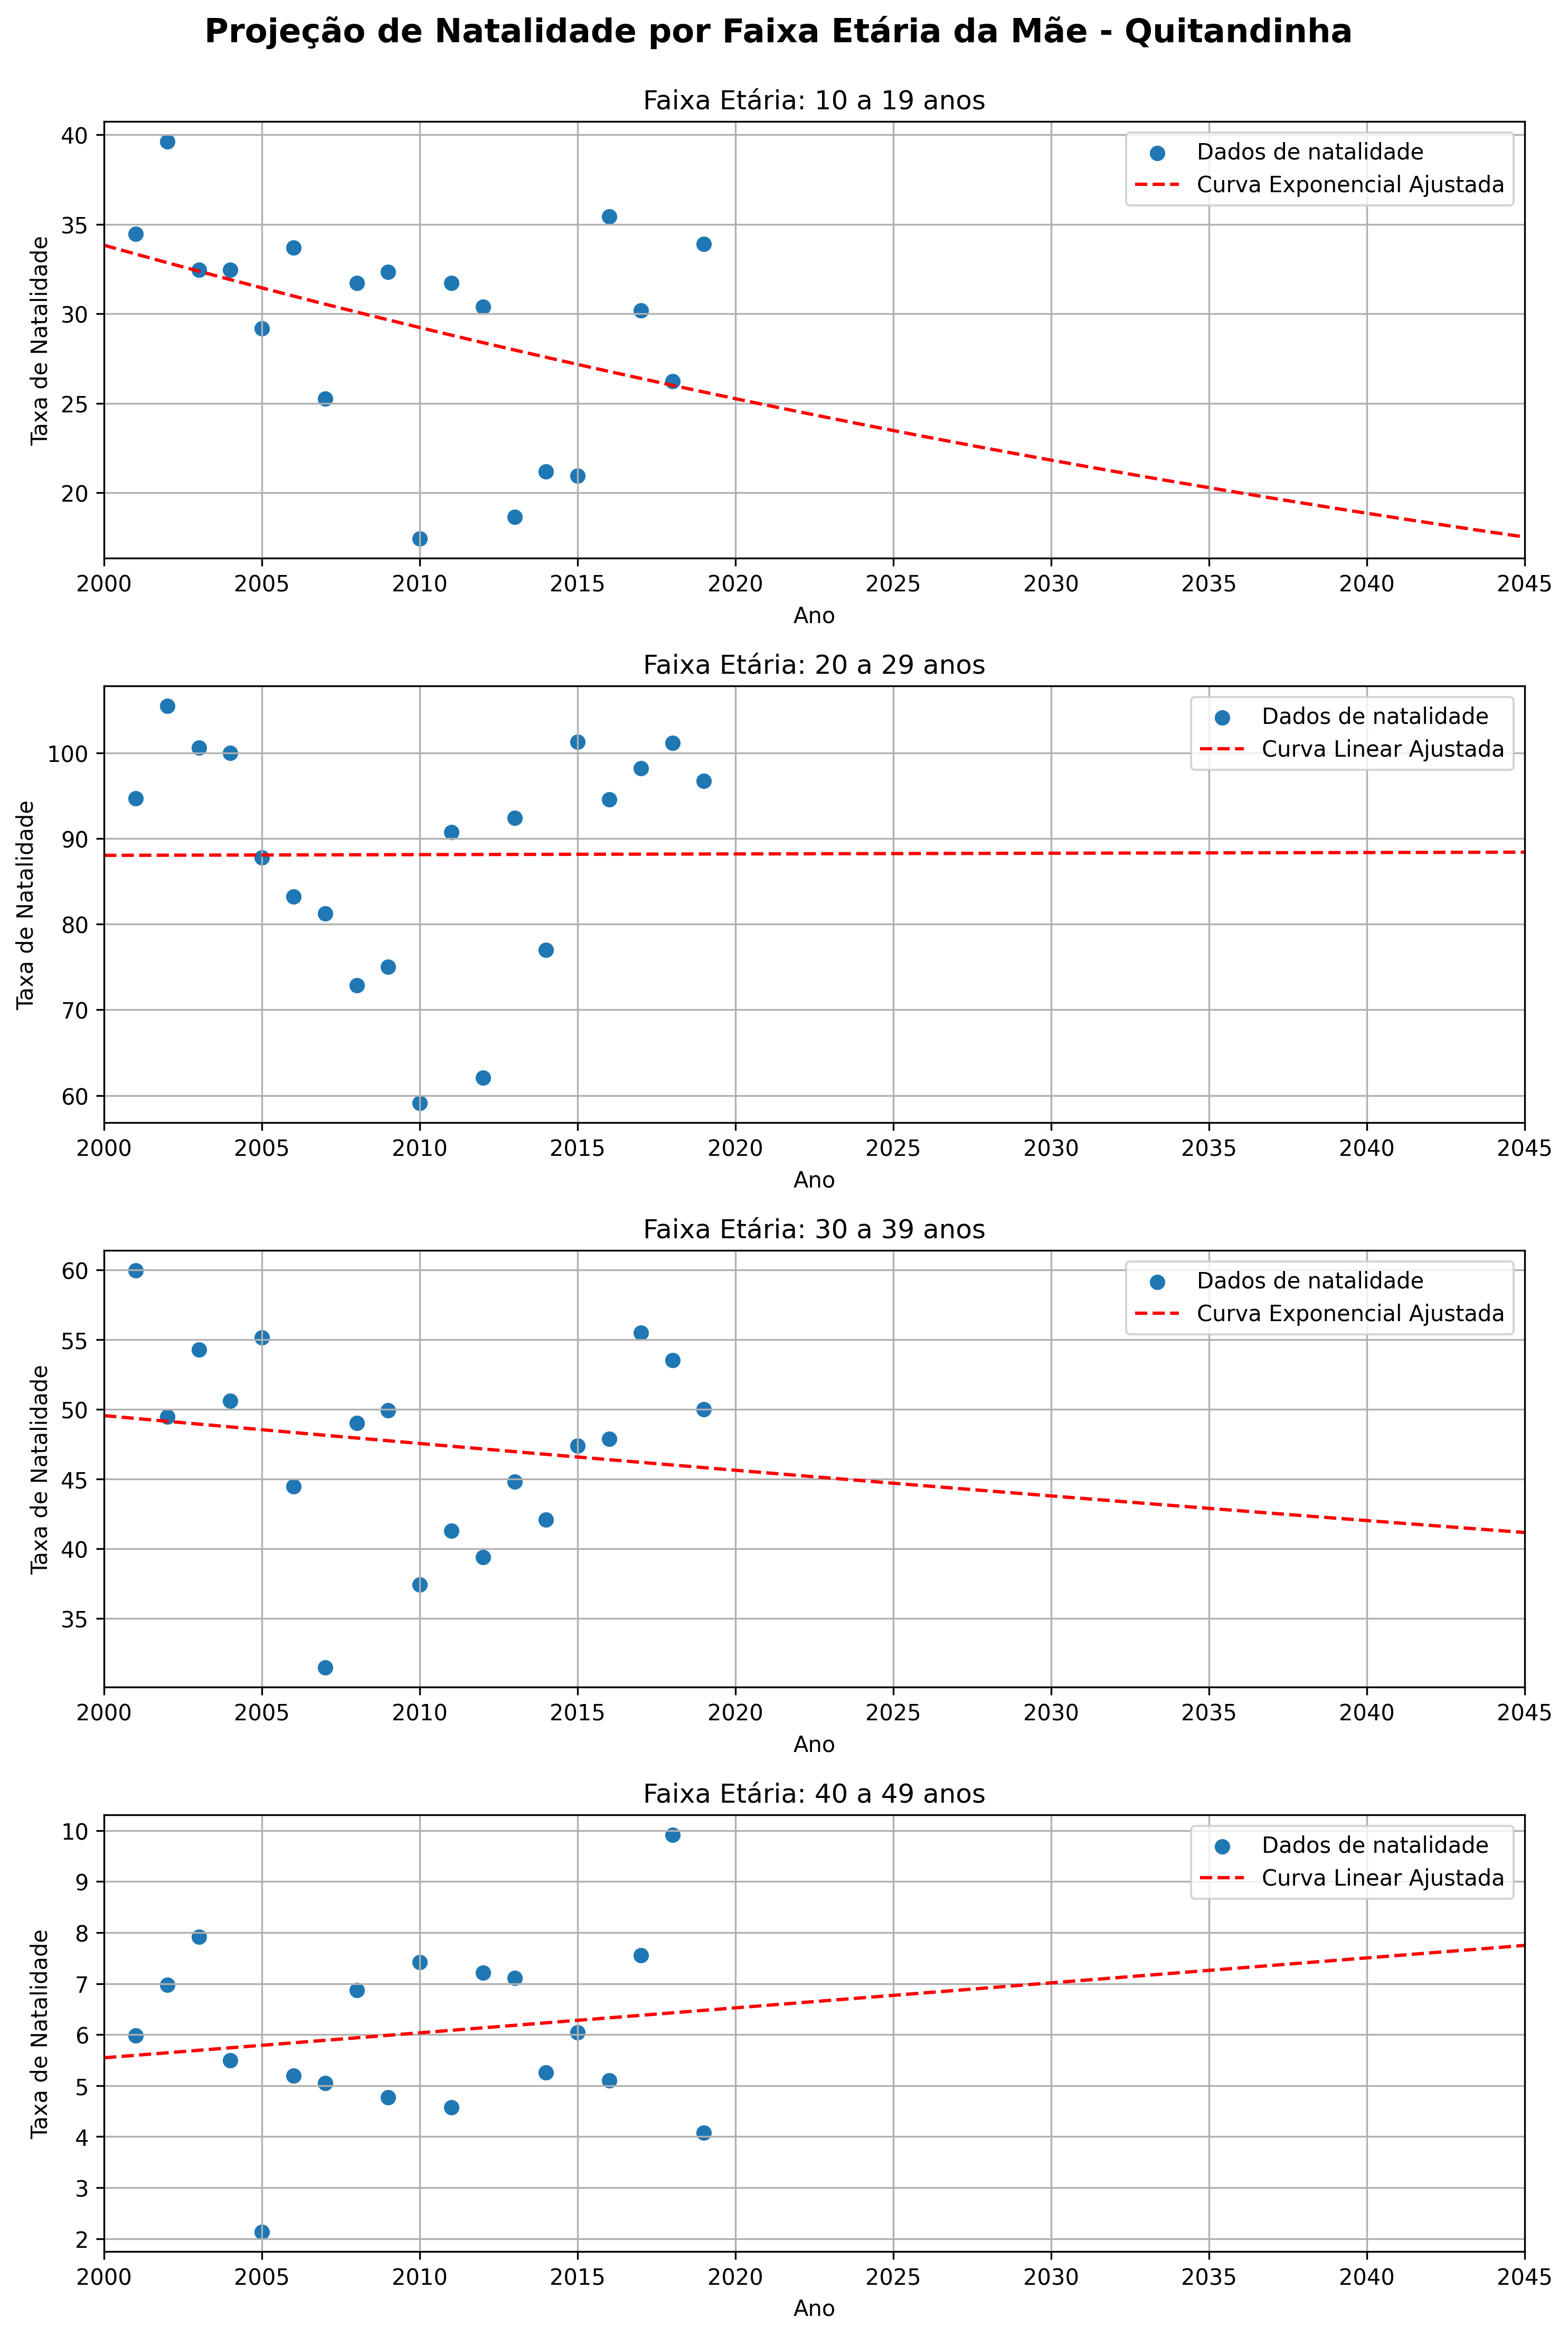 Projeção de Natalidade por Faixa Etária da Mãe - Quitandinha
Faixa Etária: 10 a 19 anos
Taxa de Natalidade
40
35
30
25
20
Dados de natalidade
Curva Exponencial Ajustada
2000 2005 2010 2015 2020 2025 2030 2035 2040 2045
Ano
Faixa Etária: 20 a 29 anos
Taxa de Natalidade
100
90
80
70
60
Dados de natalidade
Curva Linear Ajustada
2000 2005 2010 2015 2020 2025 2030 2035 2040 2045
Ano
Faixa Etária: 30 a 39 anos
Taxa de Natalidade
60
55
50
45
40
35
Dados de natalidade
Curva Exponencial Ajustada
2000 2005 2010 2015 2020 2025 2030 2035 2040 2045
Ano
Faixa Etária: 40 a 49 anos
Taxa de Natalidade
10
9
8
7
6
5
4
3
2
Dados de natalidade
Curva Linear Ajustada
2000 2005 2010 2015 2020 2025 2030 2035 2040 2045
Ano